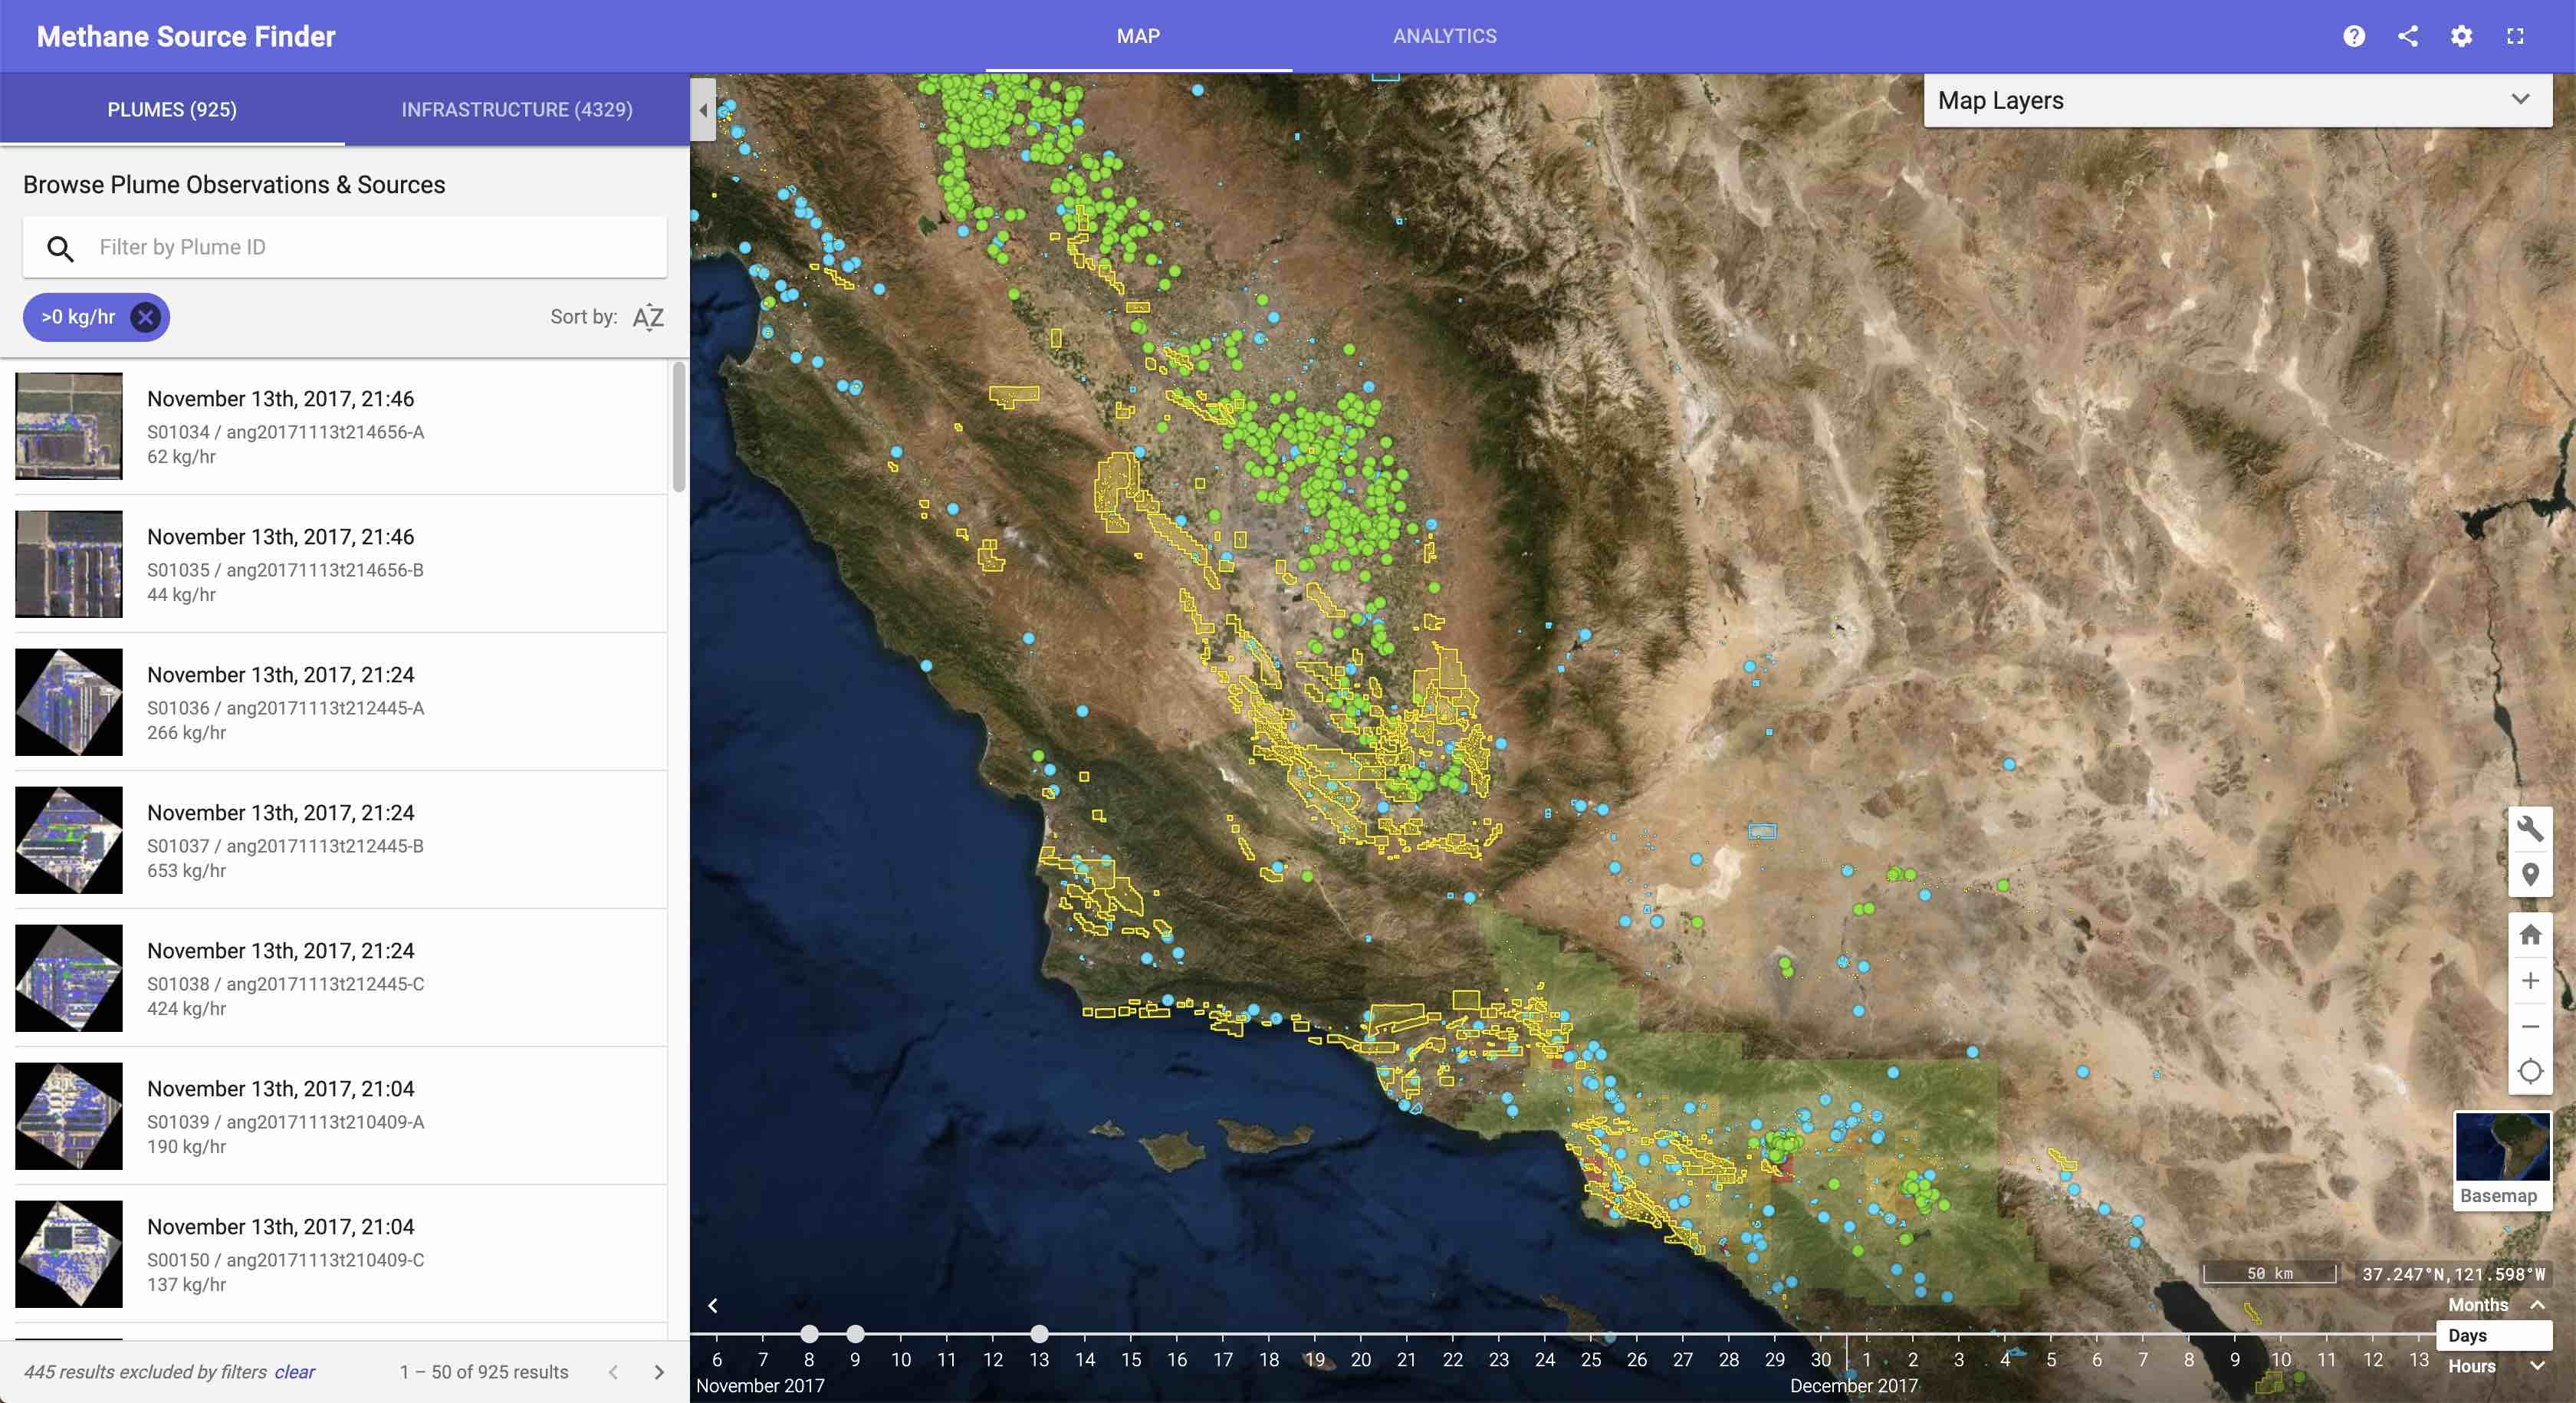 Methane Source Finder
MAP
ANALYTICS
PLUMES (925)
INFRASTRUCTURE (4329)
Map Layers
Browse Plume Observations & Sources
Filter by Plume ID
>0 kg/hr
Sort by:
AZ
November 13th, 2017, 21:46
S01034 / ang20171113t214656-A
62 kg/hr
November 13th, 2017, 21:46
S01035 / ang20171113t214656-B
44 kg/hr
November 13th, 2017, 21:24
S01036 / ang20171113t212445-A
266 kg/hr
November 13th, 2017, 21:24
S01037 / ang20171113t212445-B
653 kg/hr
November 13th, 2017, 21:24
S01038 / ang20171113t212445-C
424 kg/hr
November 13th, 2017, 21:04
S01039 / ang20171113t210409-A
190 kg/hr
November 13th, 2017, 21:04
S00150 / ang20171113t210409-C
137 kg/hr
445 results excluded by filters clear
1 – 50 of 925 results
Basemap
50 km
37.247°N,121.598°W
Months
Days
Hours
6 7 8 9 10 11 12 13 14 15 16 17 18 19 20 21 22 23 24 25 26 27 28 29 30 1 2 3 4 5 6 7 8 9 10 11 12 13
November 2017
December 2017